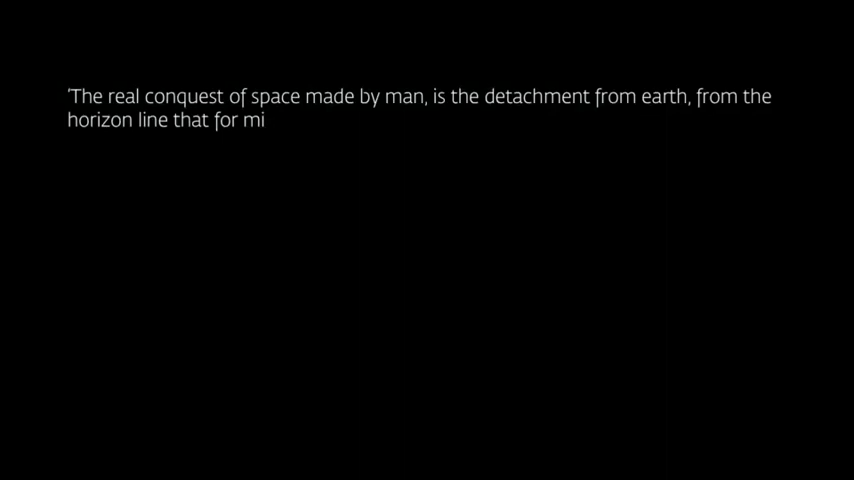 ‘The real conquest of space made by man, is the detachment from earth, from the
horizon line that for mi